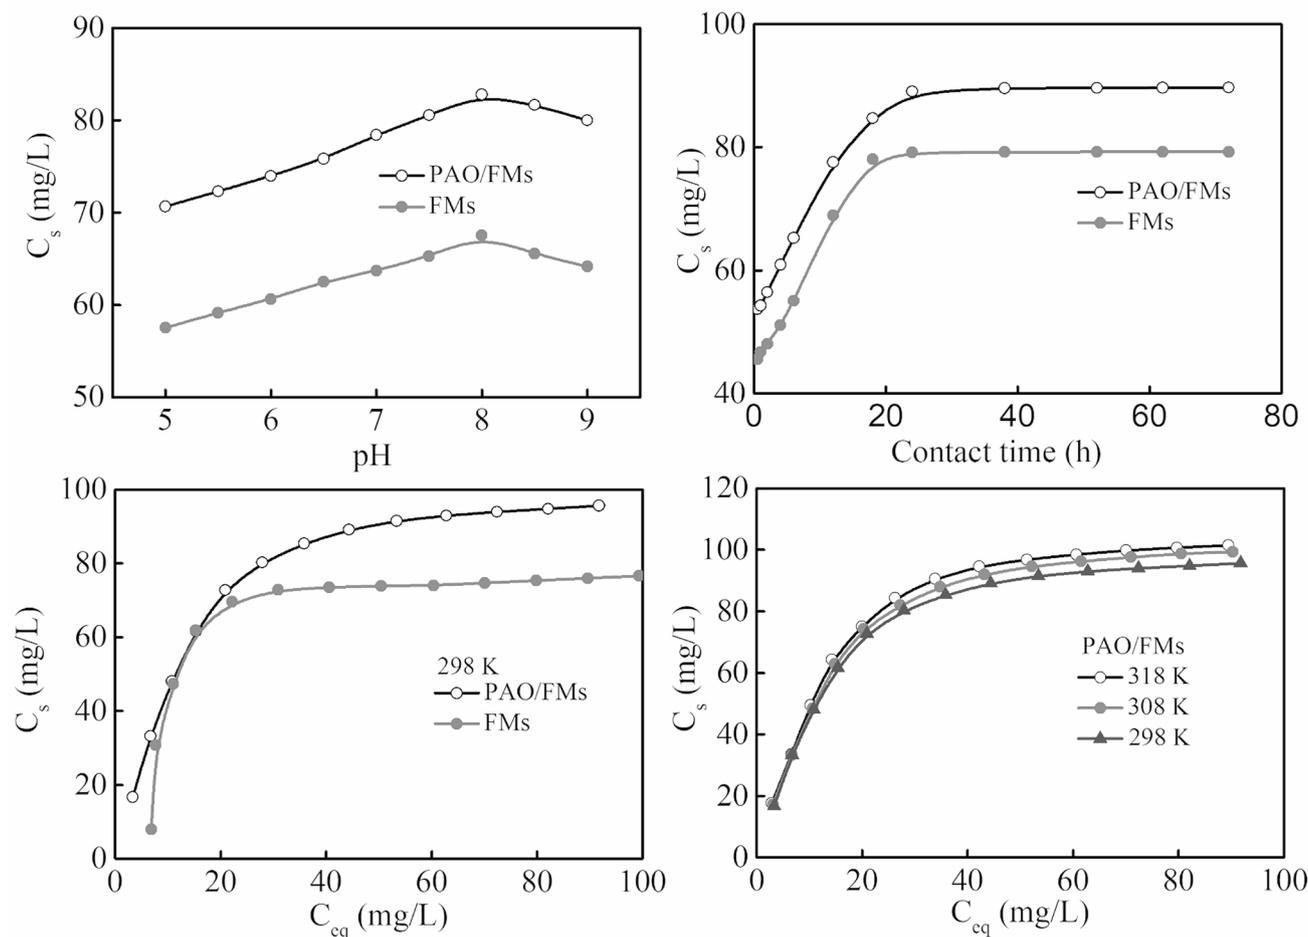 90
80
70
60
50
C_s (mg/L)
PAO/FMs
FMs
5 6 7 8 9
pH
100
80
60
40
C_s (mg/L)
PAO/FMs
FMs
0 20 40 60 80
Contact time (h)
100
80
60
40
20
0
C_s (mg/L)
298 K
PAO/FMs
FMs
0 20 40 60 80 100
C_eq (mg/L)
120
100
80
60
40
20
0
C_s (mg/L)
PAO/FMs
318 K
308 K
298 K
0 20 40 60 80 100
C_eq (mg/L)